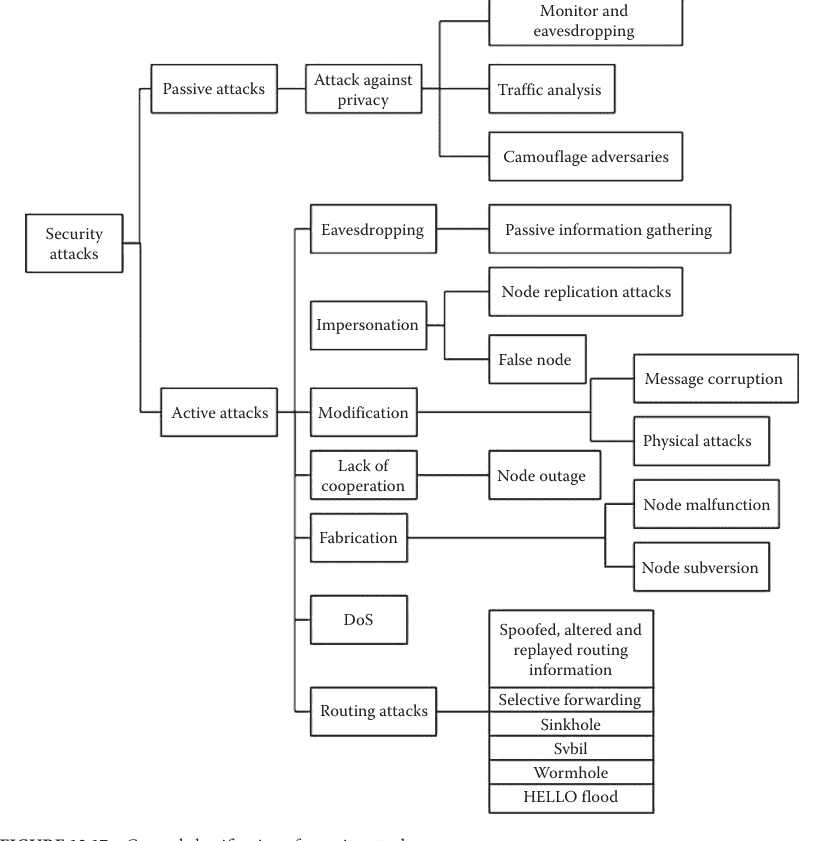 Monitor and
eavesdropping
Passive attacks
Attack against
privacy
Traffic analysis
Camouflage adversaries
Security
attacks
Eavesdropping
Passive information gathering
Node replication attacks
Impersonation
False node
Message corruption
Active attacks
Modification
Physical attacks
Lack of
cooperation
Node outage
Node malfunction
Fabrication
Node subversion
DoS
Spoofed, altered and
replayed routing
information
Selective forwarding
Routing attacks
Sinkhole
Svbil
Wormhole
HELLO flood